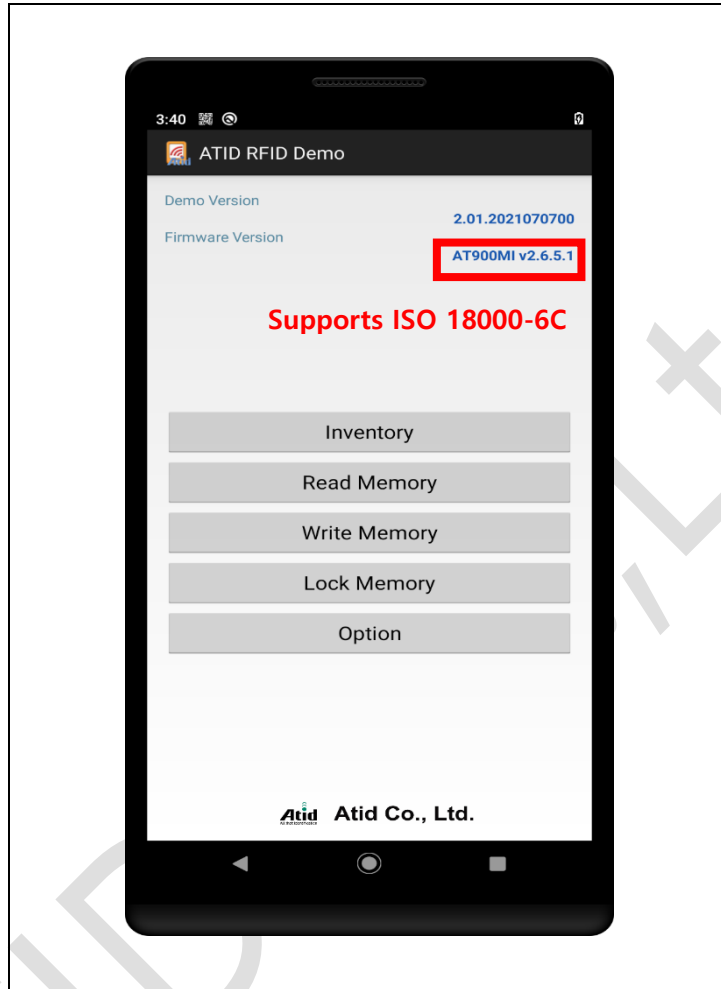 3:40
ATID RFID Demo
Demo Version
2.01.2021070700
Firmware Version
AT900MI v2.6.5.1
Supports ISO 18000-6C
Inventory
Read Memory
Write Memory
Lock Memory
Option
Atid Atid Co., Ltd.